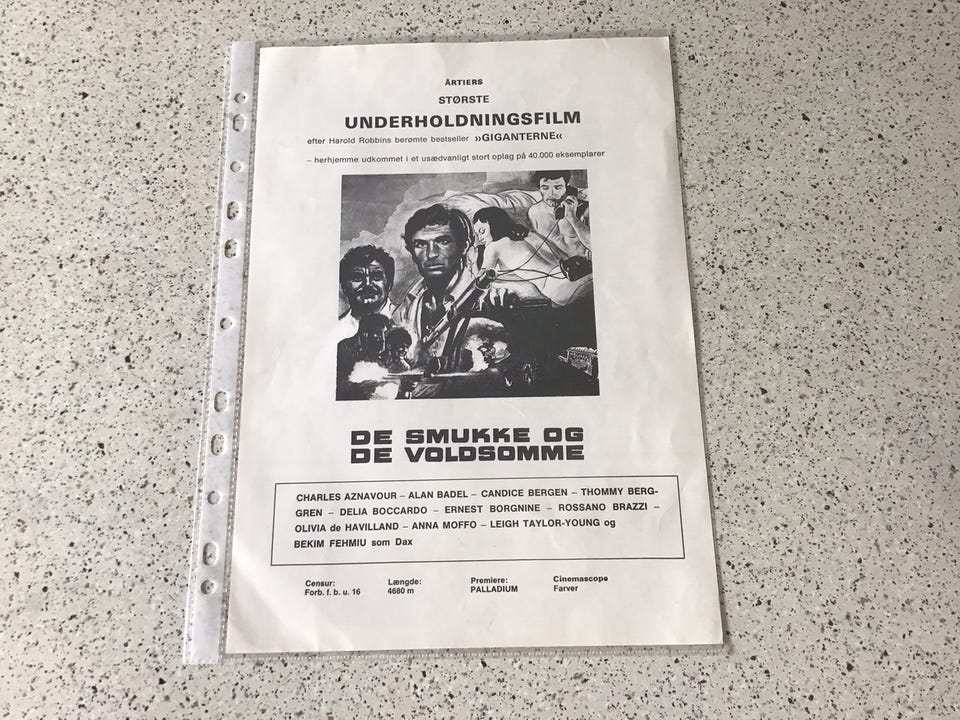 ÅRTIERS
STØRSTE
UNDERHOLDNINGSFILM
efter Harold Robbins berømte bestseller »GIGANTERNE«
– herhjemme udkommet i et usædvanligt stort oplag på 40.000 eksemplarer
DE SMUKKE OG
DE VOLDSOMME
CHARLES AZNAVOUR – ALAN BADEL – CANDICE BERGEN – THOMMY BERG-
GREN – DELIA BOCCARDO – ERNEST BORGNINE – ROSSANO BRAZZI –
OLIVIA de HAVILLAND – ANNA MOFFO – LEIGH TAYLOR-YOUNG og
BEKIM FEHMIU som Dax
Censur: Længde: Premiere: Cinemascope
Forb. f. b. u. 16 4680 m PALLADIUM Farver